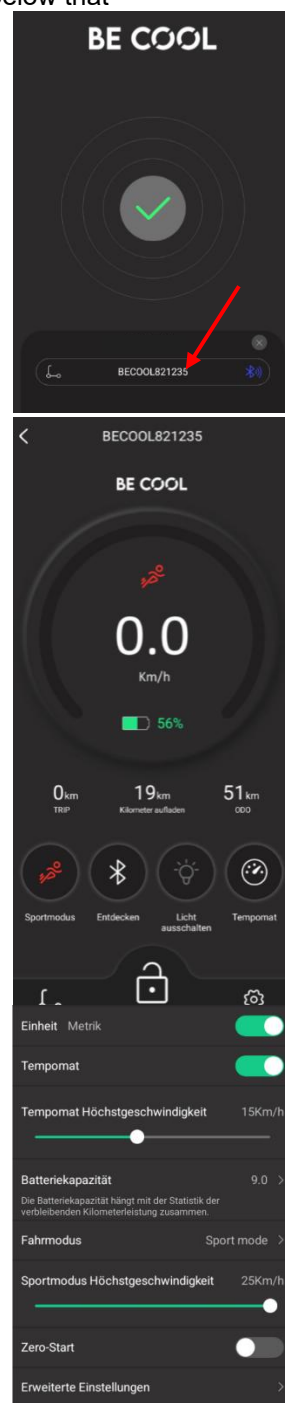 below that
BE COOL
BECOOL821235
BECOOL821235
BE COOL
0.0
Km/h
56%
0km 19km 51km
TRIP Kilometer aufladen ODO
Sportmodus Entdecken Licht ausschalten Tempomat
Einheit Metrik
Tempomat
Tempomat Höchstgeschwindigkeit 15Km/h
Batteriekapazität 9.0
Die Batteriekapazität hängt mit der Statistik der
verbleibenden Kilometerleistung zusammen.
Fahrmodus Sport mode
Sportmodus Höchstgeschwindigkeit 25Km/h
Zero-Start
Erweiterte Einstellungen